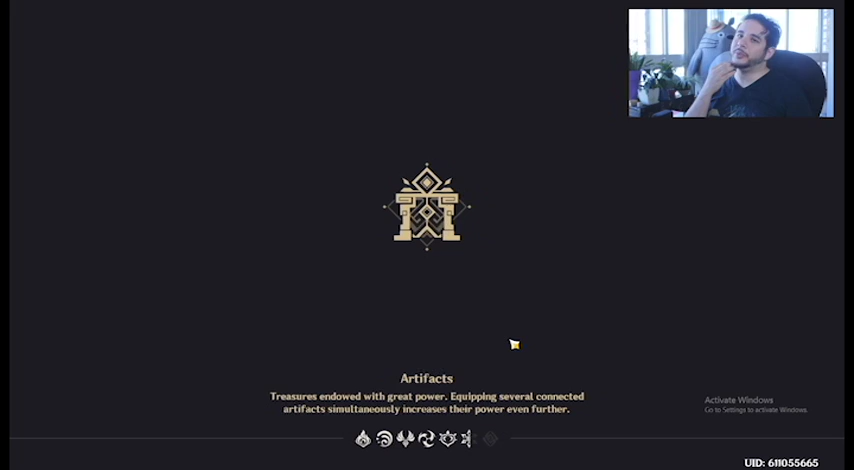 Artifacts
Treasures endowed with great power. Equipping several connected
artifacts simultaneously increases their power even further.
Activate Windows
Go to Settings to activate Windows.
UID: 611055665